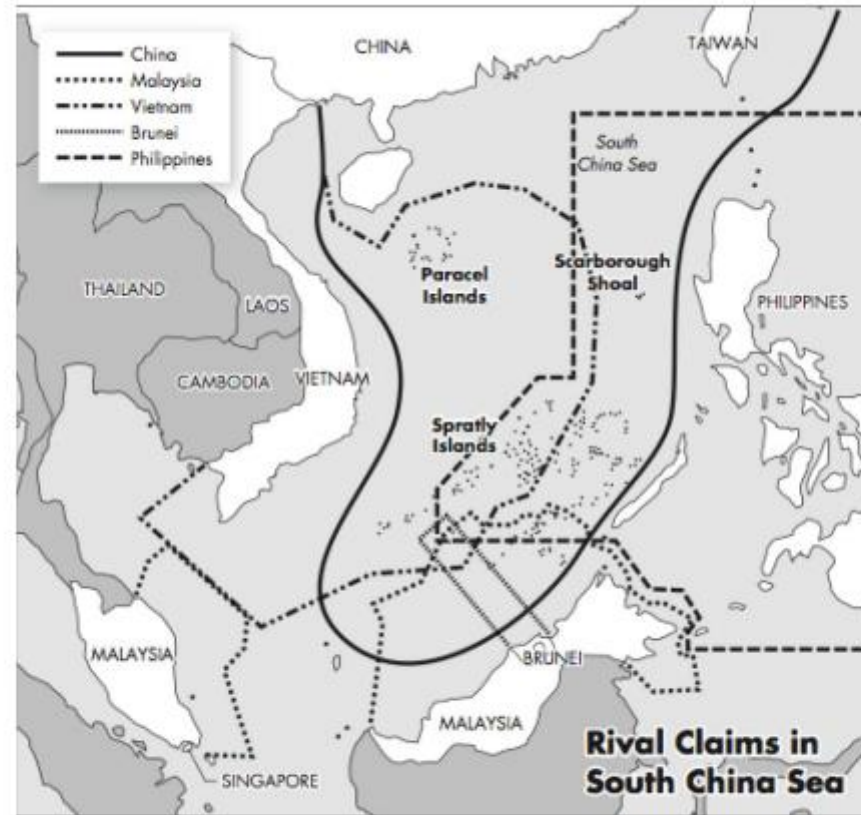 China
Malaysia
Vietnam
Brunei
Philippines
CHINA
TAIWAN
South
China Sea
Paracel
Islands
Scarborough
Shoal
THAILAND
LAOS
PHILIPPINES
CAMBODIA
VIETNAM
Spratly
Islands
MALAYSIA
BRUNEI
MALAYSIA
SINGAPORE
Rival Claims in
South China Sea